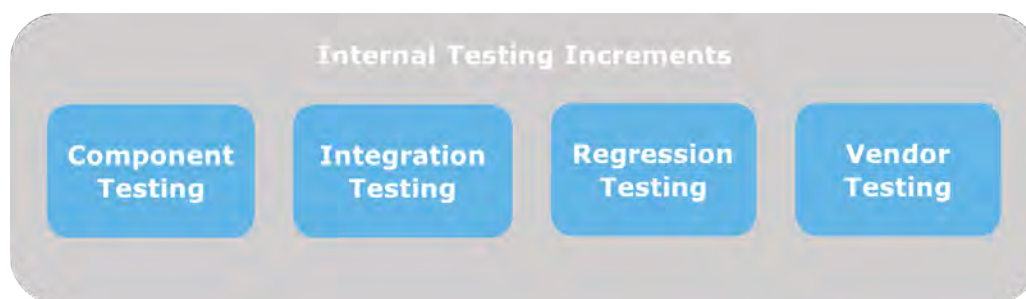 Internal Testing Increments
Component
Testing
Integration
Testing
Regression
Testing
Vendor
Testing